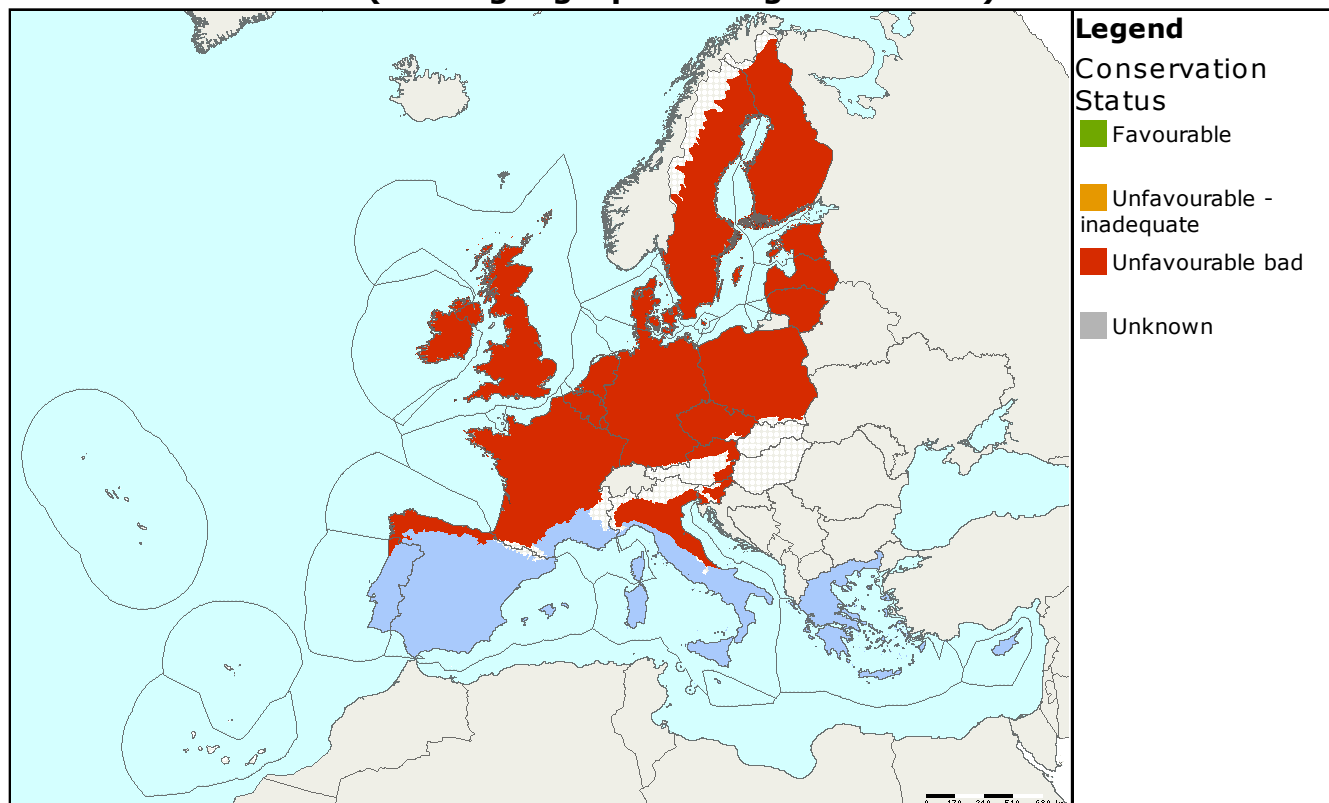 Legend
Conservation
Status
Favourable
Unfavourable -
inadequate
Unfavourable bad
Unknown